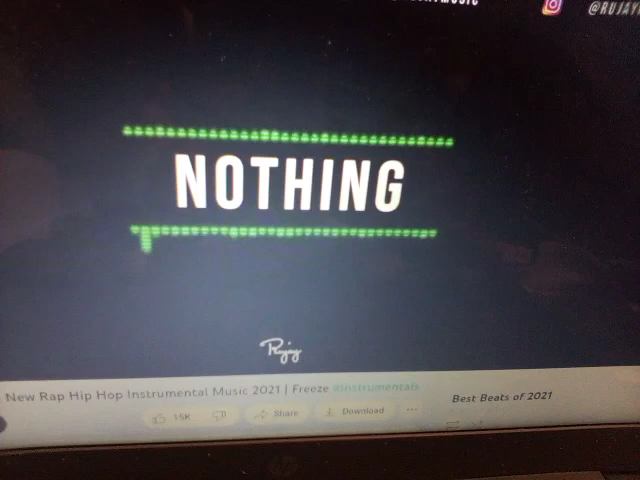 @RUJAY
NOTHING
Rujay
New Rap Hip Hop Instrumental Music 2021 | Freeze #Instrumentals
Best Beats of 2021
15K
Share
Download
...